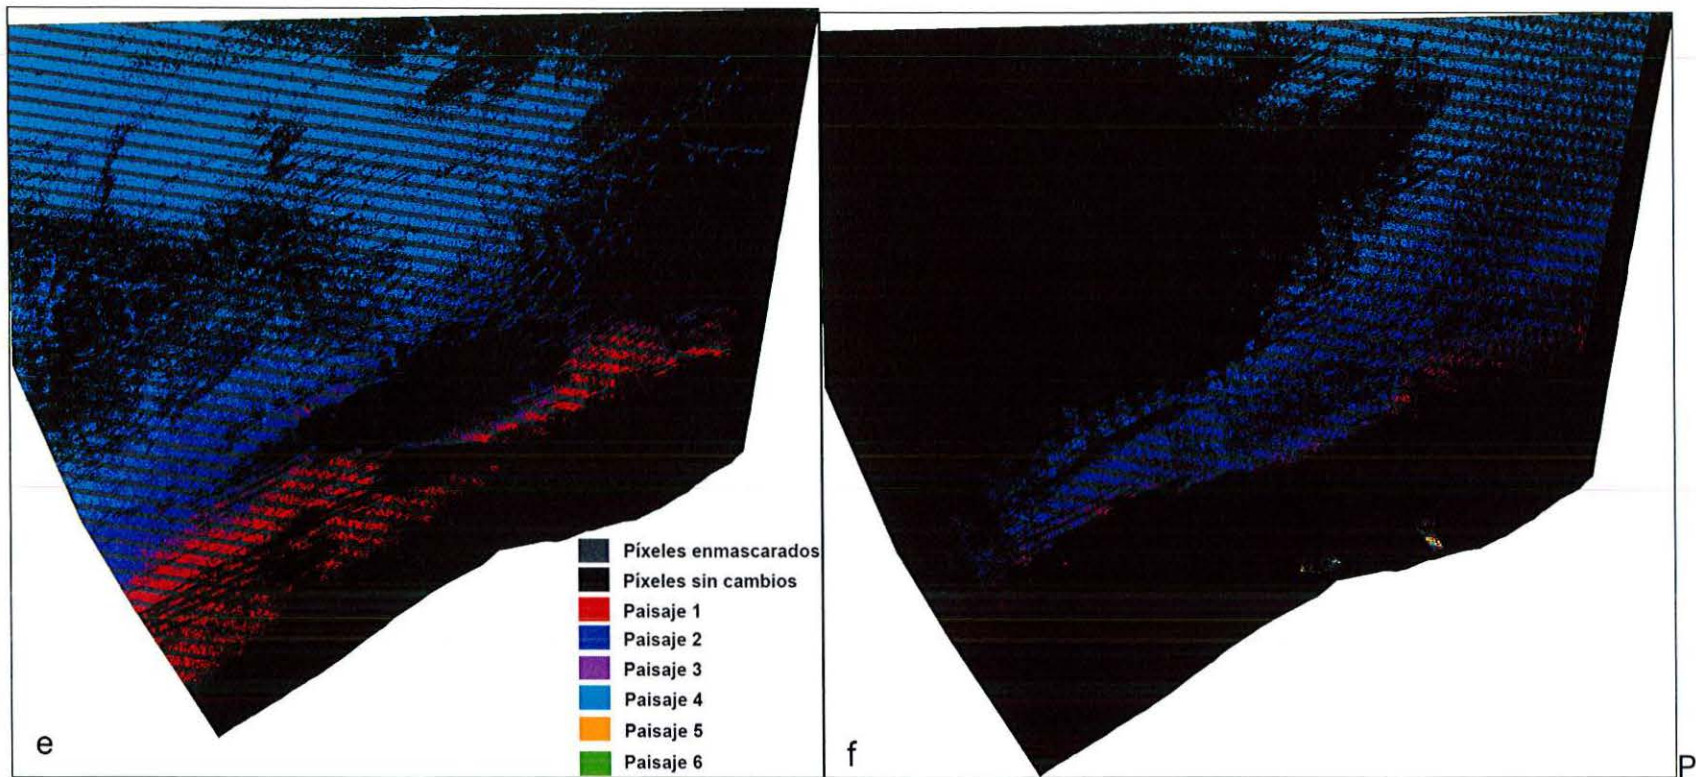 Píxeles enmascarados
Píxeles sin cambios
Paisaje 1
Paisaje 2
Paisaje 3
Paisaje 4
Paisaje 5
Paisaje 6
e
f
P